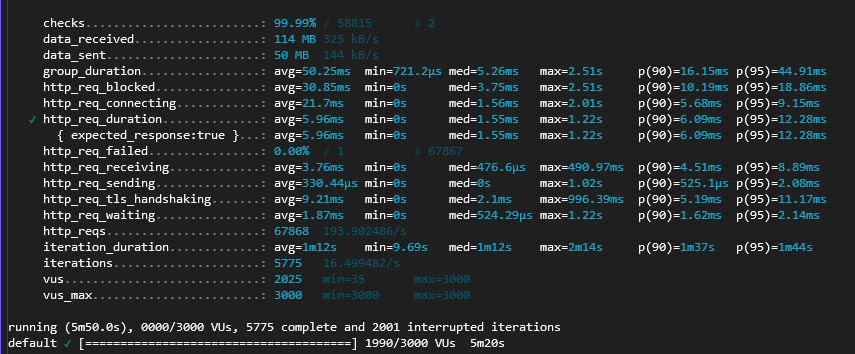 checks.........................: 99.99% ✓ 58815 ✗ 2
data_received..................: 114 MB 325 kB/s
data_sent......................: 50 MB 144 kB/s
group_duration.................: avg=50.25ms min=721.2µs med=5.26ms max=2.51s p(90)=16.15ms p(95)=44.91ms
http_req_blocked...............: avg=30.85ms min=0s med=3.75ms max=2.51s p(90)=10.19ms p(95)=18.86ms
http_req_connecting............: avg=21.7ms min=0s med=1.56ms max=2.01s p(90)=5.68ms p(95)=9.15ms
✓ http_req_duration..............: avg=5.96ms min=0s med=1.55ms max=1.22s p(90)=6.09ms p(95)=12.28ms
{ expected_response:true }...: avg=5.96ms min=0s med=1.55ms max=1.22s p(90)=6.09ms p(95)=12.28ms
http_req_failed................: 0.00% ✓ 1 ✗ 67867
http_req_receiving.............: avg=3.76ms min=0s med=476.6µs max=490.97ms p(90)=4.51ms p(95)=8.89ms
http_req_sending...............: avg=330.44µs min=0s med=0s max=1.02s p(90)=525.1µs p(95)=2.08ms
http_req_tls_handshaking.......: avg=9.21ms min=0s med=2.1ms max=996.39ms p(90)=5.19ms p(95)=11.17ms
http_req_waiting...............: avg=1.87ms min=0s med=524.29µs max=1.22s p(90)=1.62ms p(95)=2.14ms
http_reqs......................: 67868 193.902486/s
iteration_duration.............: avg=1m12s min=9.69s med=1m12s max=2m14s p(90)=1m37s p(95)=1m44s
iterations.....................: 5775 16.499482/s
vus............................: 2025 min=35 max=3000
vus_max........................: 3000 min=3000 max=3000
running (5m50.0s), 0000/3000 VUs, 5775 complete and 2001 interrupted iterations
default ✓ [======================================] 1990/3000 VUs 5m20s